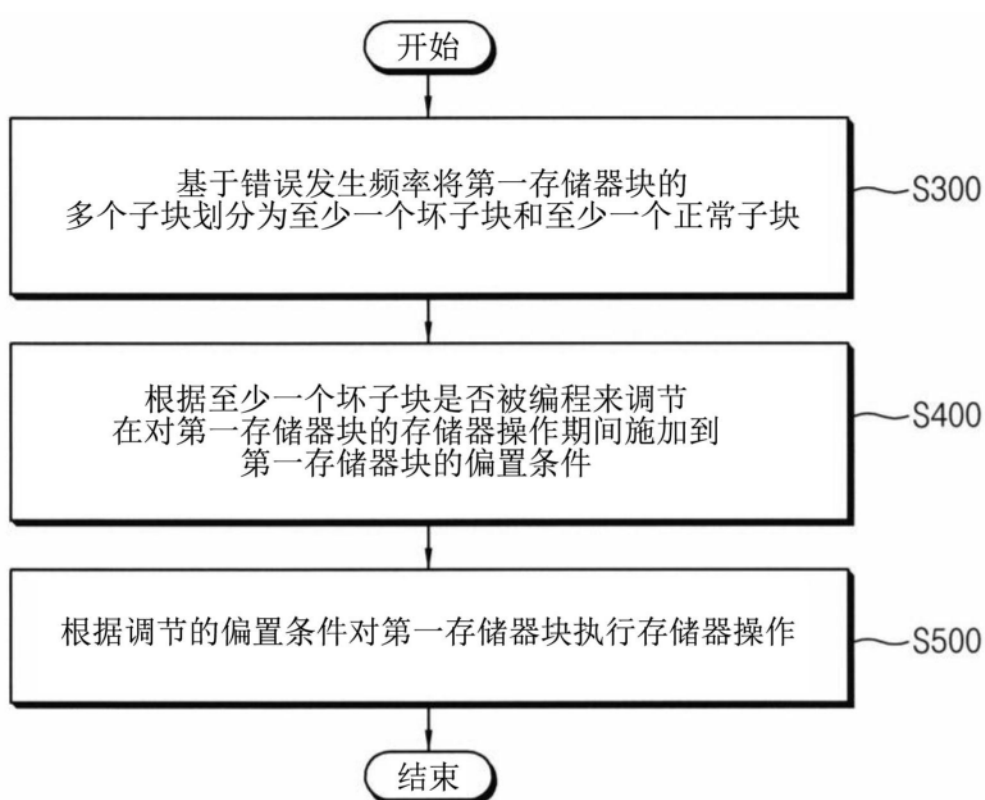 开始
基于错误发生频率将第一存储器块的
多个子块划分为至少一个坏子块和至少一个正常子块
S300
根据至少一个坏子块是否被编程来调节
在对第一存储器块的存储器操作期间施加到
第一存储器块的偏置条件
S400
根据调节的偏置条件对第一存储器块执行存储器操作
S500
结束